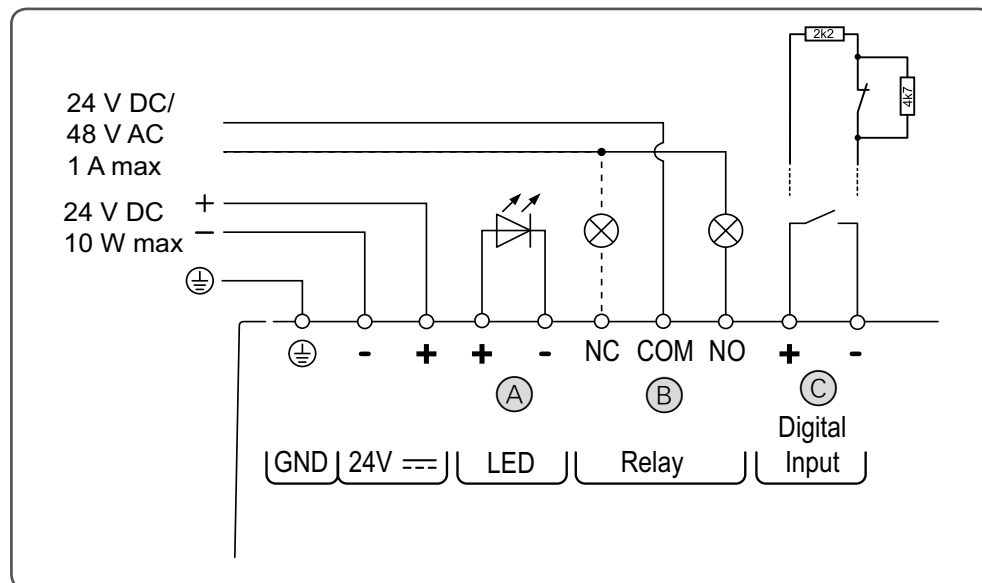 2k2
4k7
24 V DC/
48 V AC
1 A max
24 V DC +
10 W max −
- + + - NC COM NO + -
A B C
Digital
GND 24V LED Relay Input